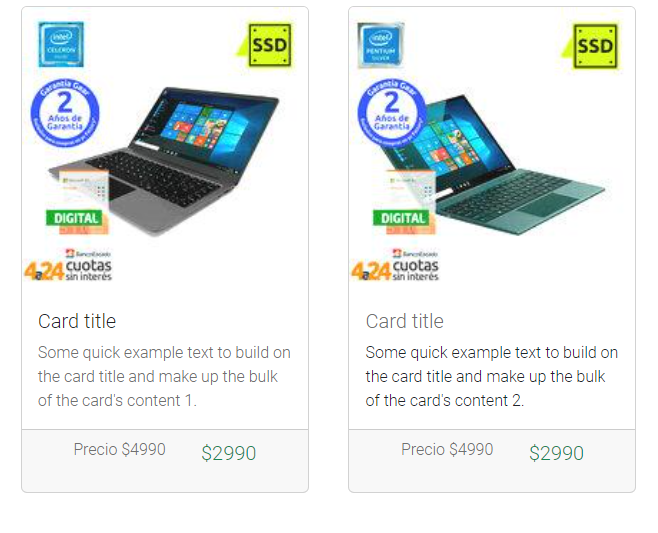 intel
CELERON
SSD
Garantía Gear
2
Años de
Garantía
DIGITAL
BancoEstado
4a24 cuotas
sin interés
Card title
Some quick example text to build on
the card title and make up the bulk
of the card's content 1.
Precio $4990
$2990
intel
PENTIUM
SILVER
SSD
Garantía Gear
2
Años de
Garantía
DIGITAL
BancoEstado
4a24 cuotas
sin interés
Card title
Some quick example text to build on
the card title and make up the bulk
of the card's content 2.
Precio $4990
$2990